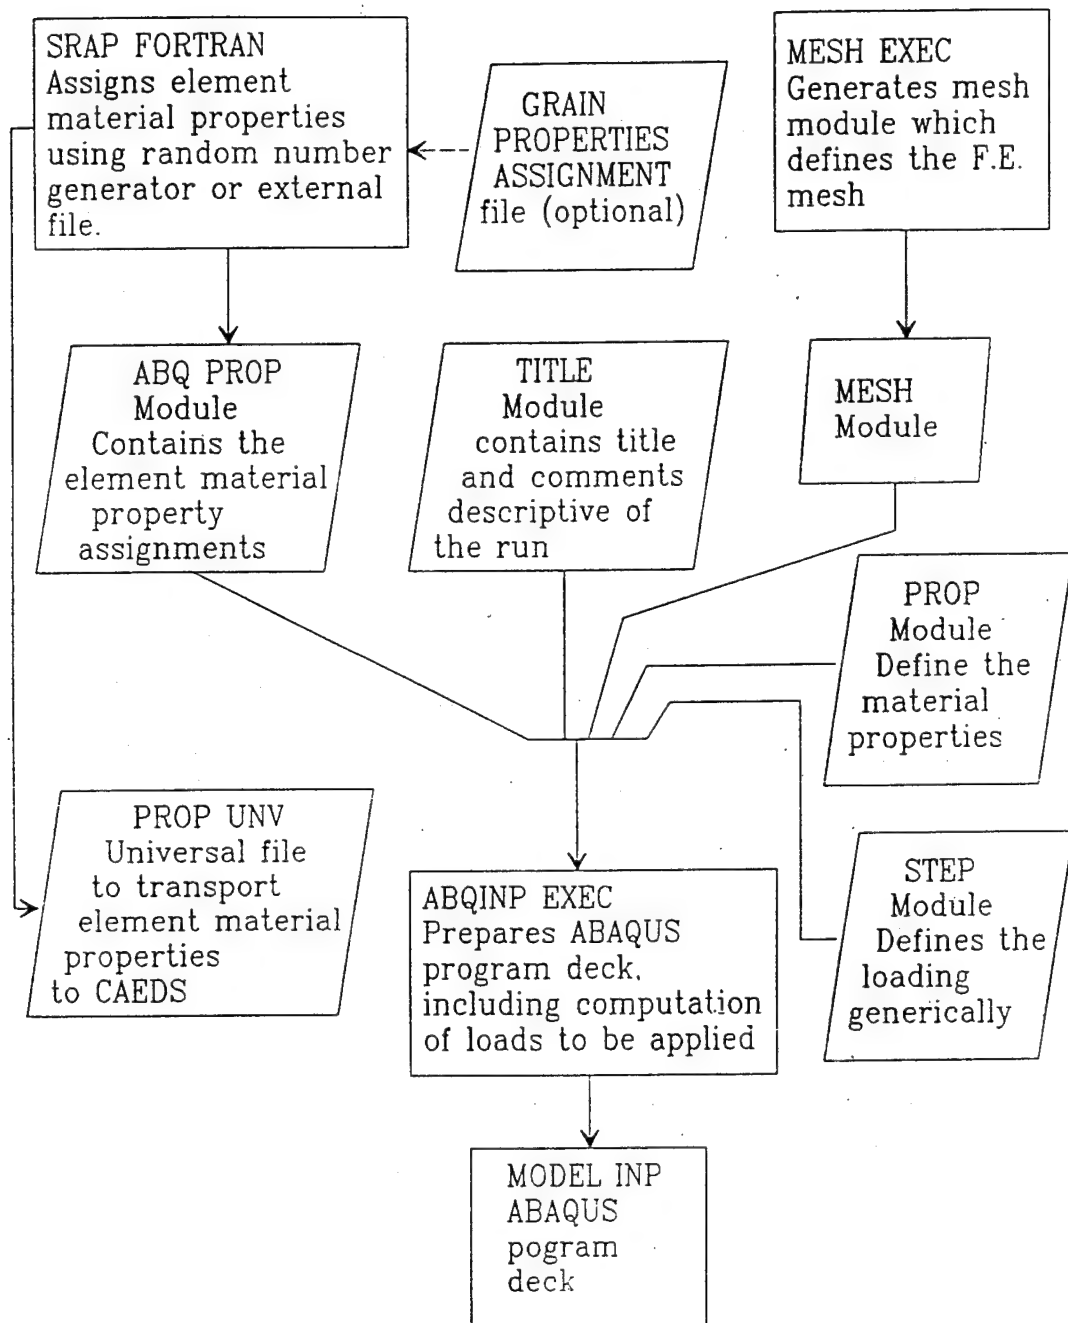 SRAP FORTRAN
Assigns element
material properties
using random number
generator or external
file.
GRAIN
PROPERTIES
ASSIGNMENT
file (optional)
MESH EXEC
Generates mesh
module which
defines the F.E.
mesh
ABQ PROP
Module
Contains the
element material
property
assignments
TITLE
Module
contains title
and comments
descriptive of
the run
MESH
Module
PROP
Module
Define the
material
properties
PROP UNV
Universal file
to transport
element material
properties
to CAEDS
ABQINP EXEC
Prepares ABAQUS
program deck,
including computation
of loads to be applied
STEP
Module
Defines the
loading
generically
MODEL INP
ABAQUS
pogram
deck